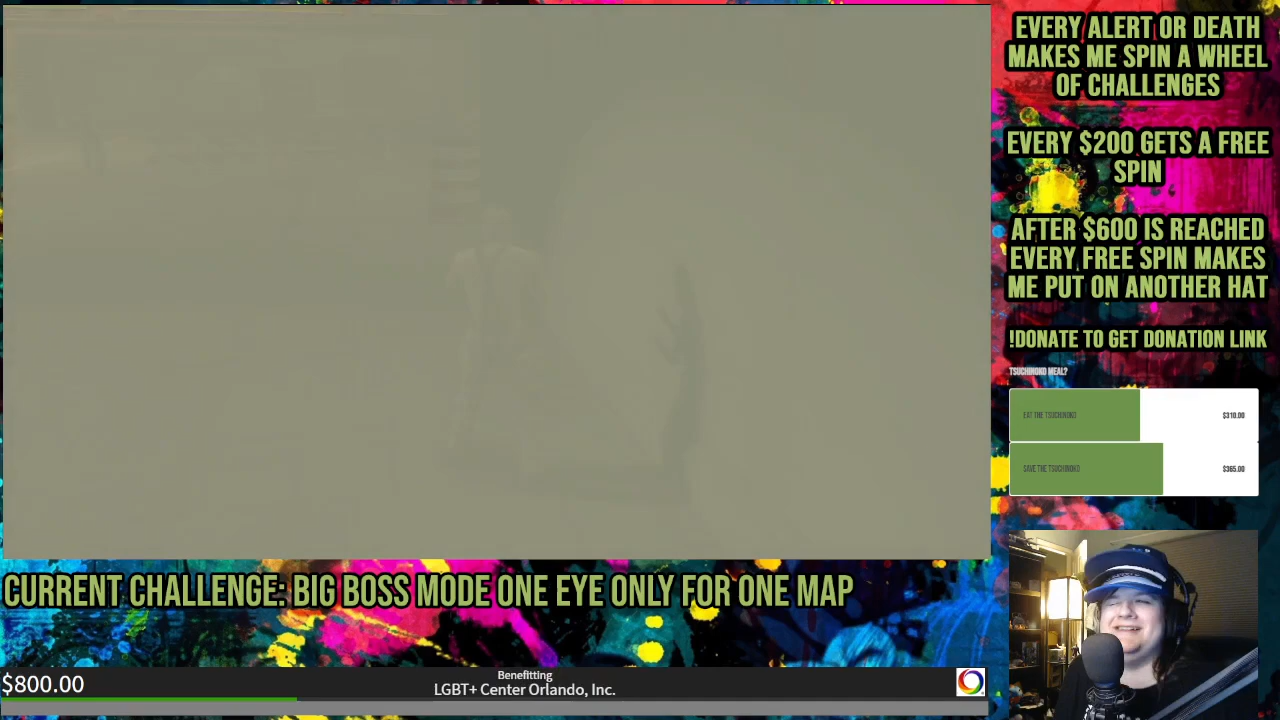 EVERY ALERT OR DEATH
MAKES ME SPIN A WHEEL
OF CHALLENGES
EVERY $200 GETS A FREE
SPIN
AFTER $600 IS REACHED
EVERY FREE SPIN MAKES
ME PUT ON ANOTHER HAT
!DONATE TO GET DONATION LINK
TSUCHINOKO MEAL?
EAT THE TSUCHINOKO $310.00
SAVE THE TSUCHINOKO $365.00
CURRENT CHALLENGE: BIG BOSS MODE ONE EYE ONLY FOR ONE MAP
$800.00
Benefitting
LGBT+ Center Orlando, Inc.